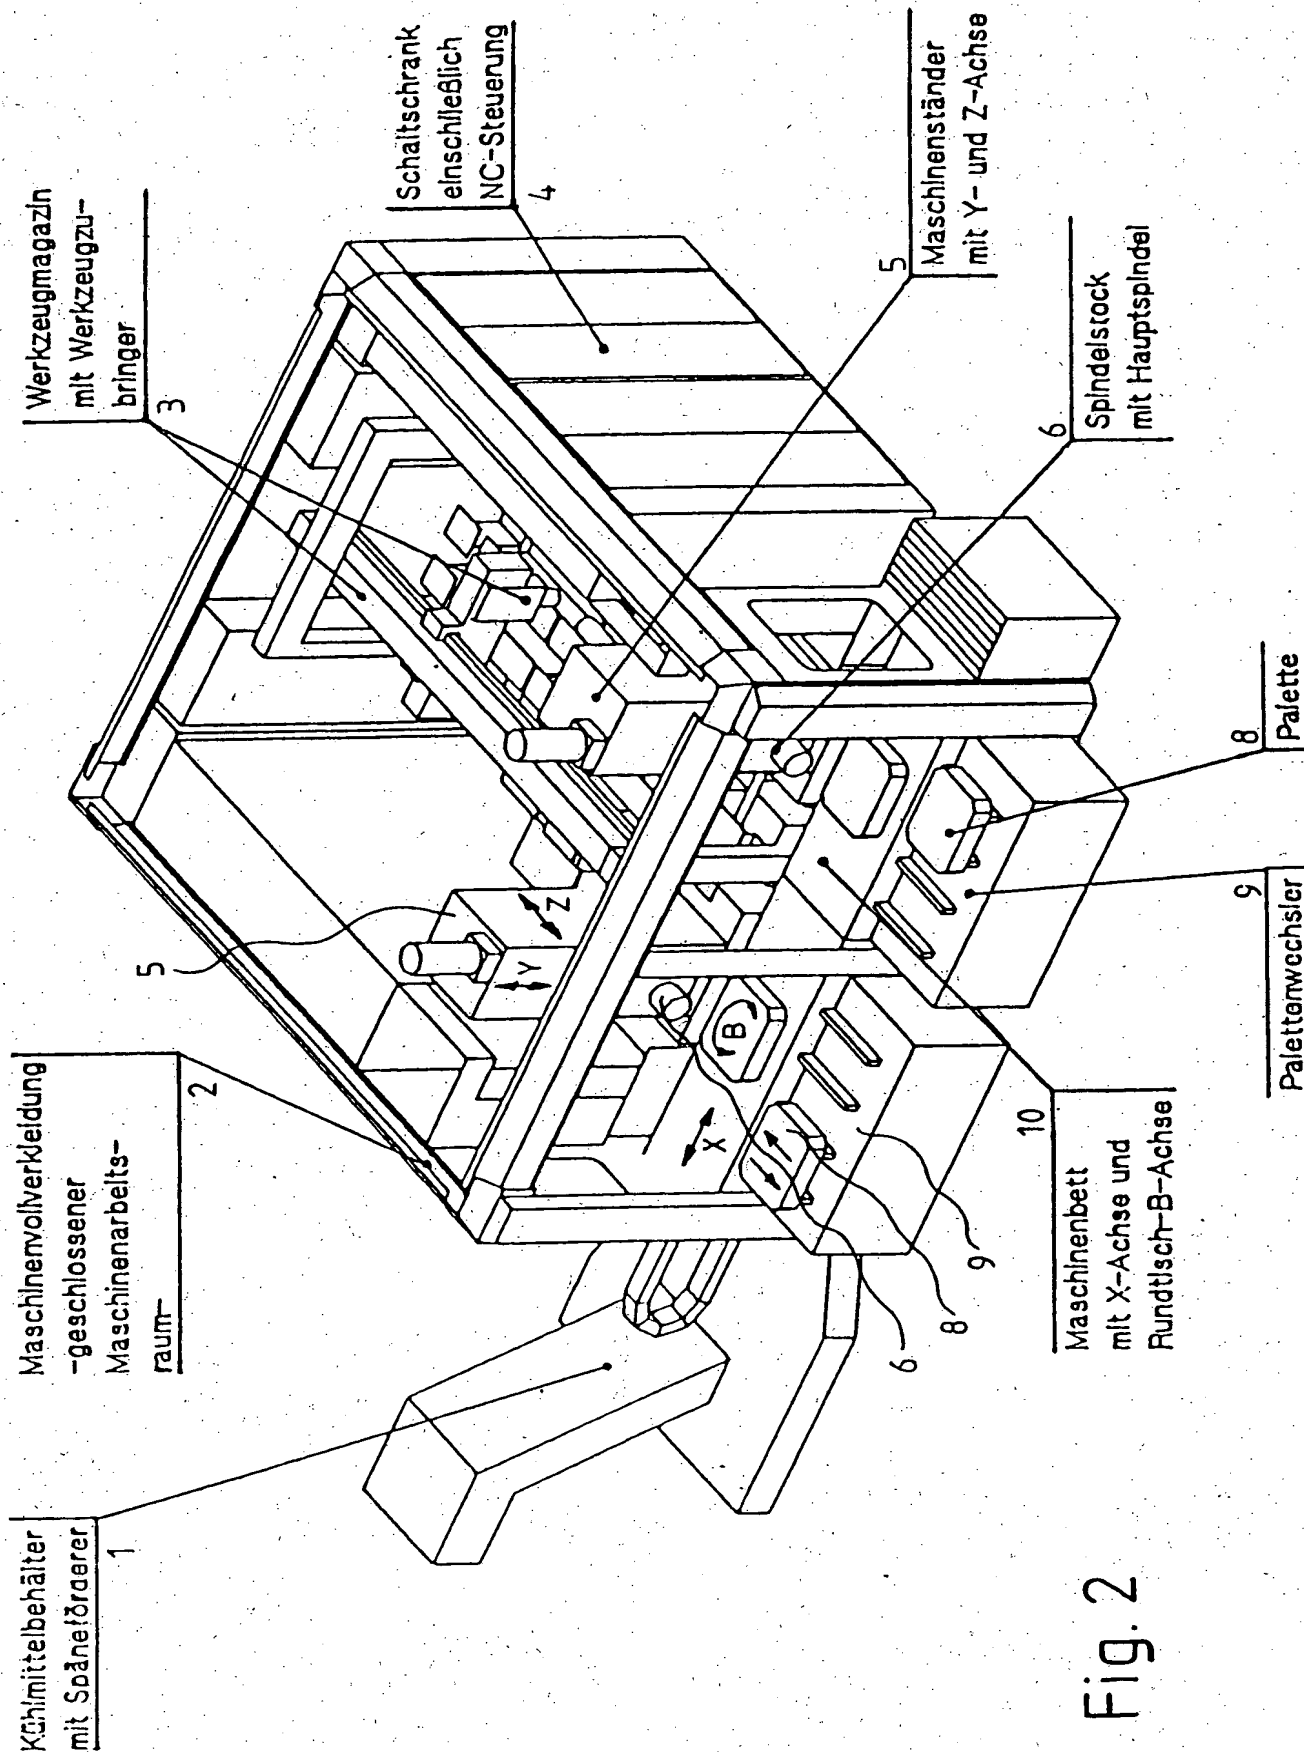 Kühlmittelbehälter
mit Späneförderer
1
Maschinenvollverkleidung
-geschlossener
Maschinenarbeits-
raum-
2
5
Werkzeugmagazin
mit Werkzeugzu-
bringer
3
Schaltschrank
einschließlich
NC-Steuerung
4
5
Maschinenständer
mit Y- und Z-Achse
6
Spindelstock
mit Hauptspindel
8
Palette
9
Palettenwechsler
10
Maschinenbett
mit X-Achse und
Rundtisch-B-Achse
6
8
9
Z
Y
B
X
Fig. 2